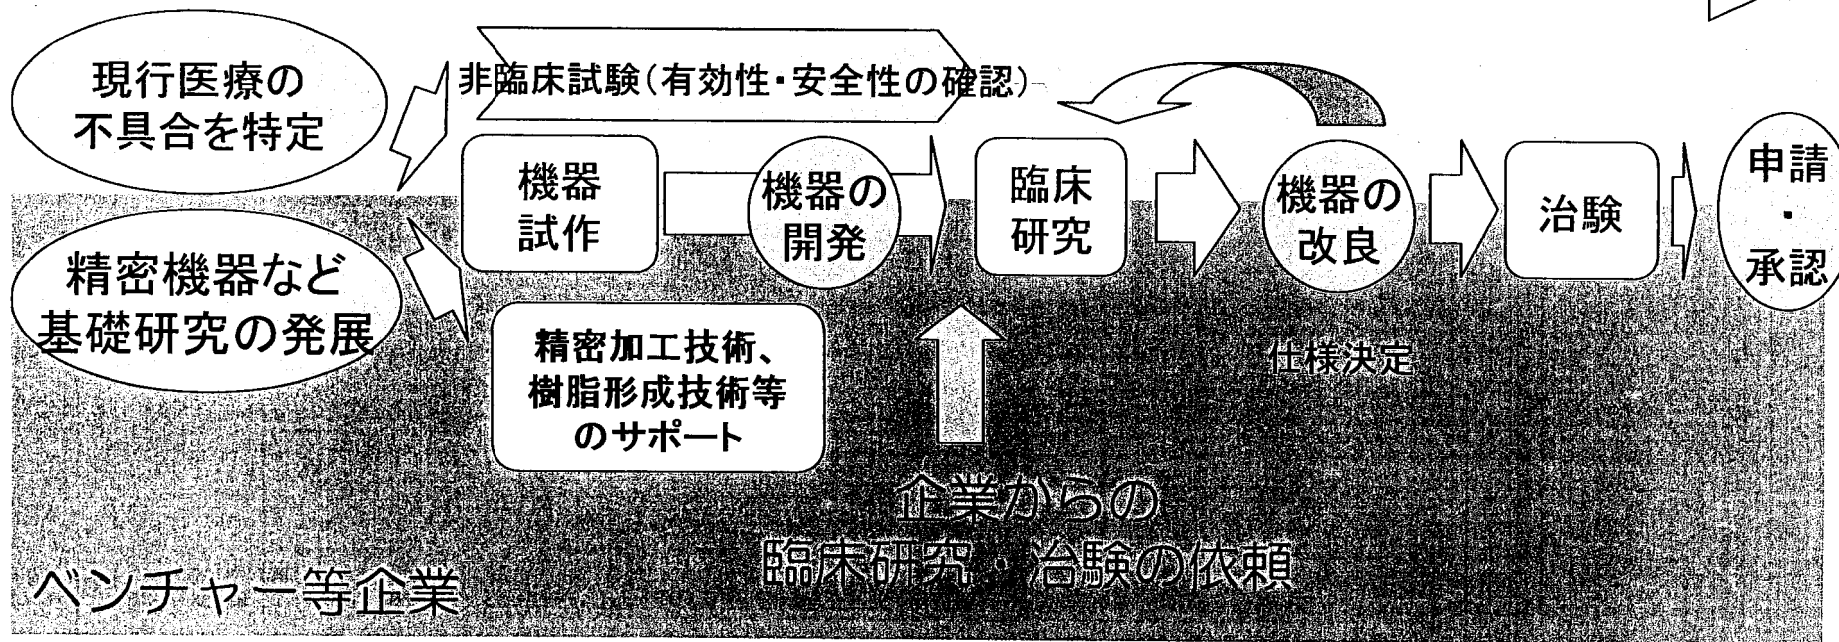 現行医療の
不具合を特定
精密機器など
基礎研究の発展
非臨床試験(有効性・安全性の確認)
機器
試作
機器の
開発
臨床
研究
機器の
改良
治験
申請
・
承認
精密加工技術、
樹脂形成技術等
のサポート
仕様決定
企業からの
臨床研究・治験の依頼
ベンチャー等企業